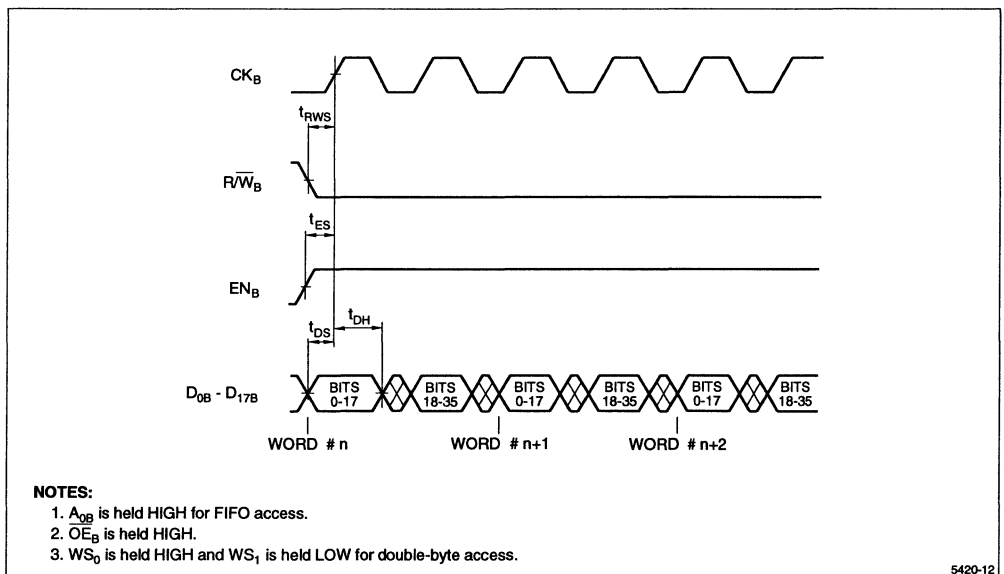 CK_B
t_RWS
R/W̅_B
t_ES
EN_B
t_DS
t_DH
D_0B - D_17B
BITS 0-17
BITS 18-35
BITS 0-17
BITS 18-35
BITS 0-17
BITS 18-35
WORD # n
WORD # n+1
WORD # n+2
NOTES:
1. A_0B is held HIGH for FIFO access.
2. O̅E̅_B is held HIGH.
3. WS_0 is held HIGH and WS_1 is held LOW for double-byte access.
5420-12